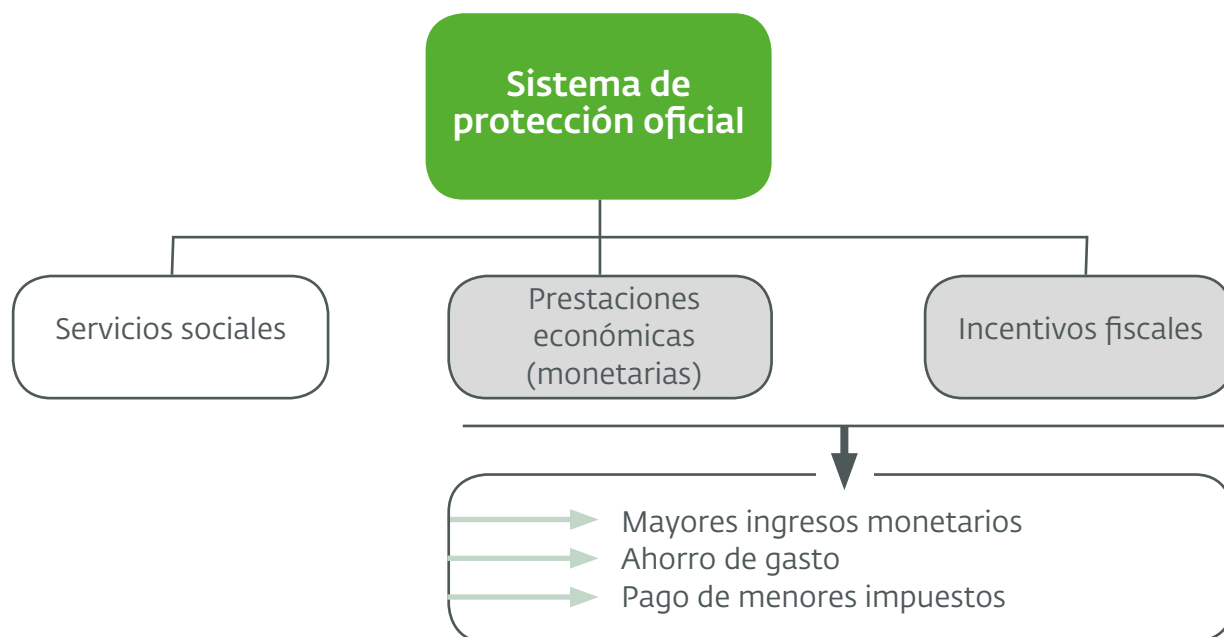 Sistema de
protección oficial
Servicios sociales
Prestaciones
económicas
(monetarias)
Incentivos fiscales
Mayores ingresos monetarios
Ahorro de gasto
Pago de menores impuestos